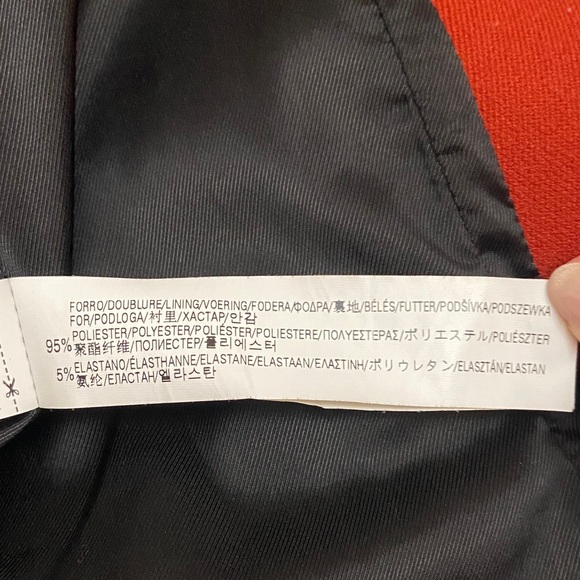 FORRO/DOUBLURE/LINING/VOERING/FODERA/ΦΟΔΡΑ/裏地/BÉLÉS/FUTTER/PODŠÍVKA/PODSZEWKA
FOR/PODLOGA/村里/ХАСТАР/안감
POLIESTER/POLYESTER/POLIÉSTER/POLIESTERE/ΠΟΛΥΕΣΤΕΡΑΣ/ポリエステル/POLIÉSZTER
95% 聚酯纤维/ПОЛИЕСТЕР/폴리에스터
ELASTANO/ÉLASTHANNE/ELASTANE/ELASTAAN/ΕΛΑΣΤΙΝΗ/ポリウレタン/ELASZTÁN/ELASTAN
5% 氨纶/ЕЛАСТАН/엘라스탄